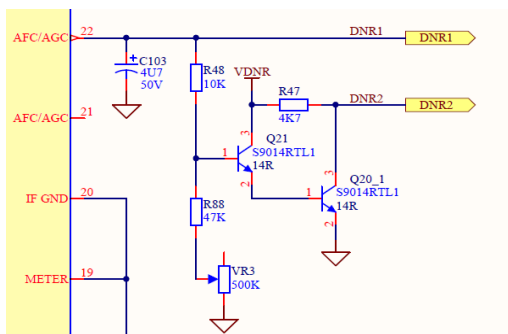 22
AFC/AGC
DNR1
DNR1
C103
4U7
50V
R48
10K
VDNR
R47
4K7
DNR2
DNR2
21
AFC/AGC
Q21
S9014RTL1
14R
3
1
2
Q20_1
S9014RTL1
14R
3
1
2
20
IF GND
R88
47K
19
METER
VR3
500K